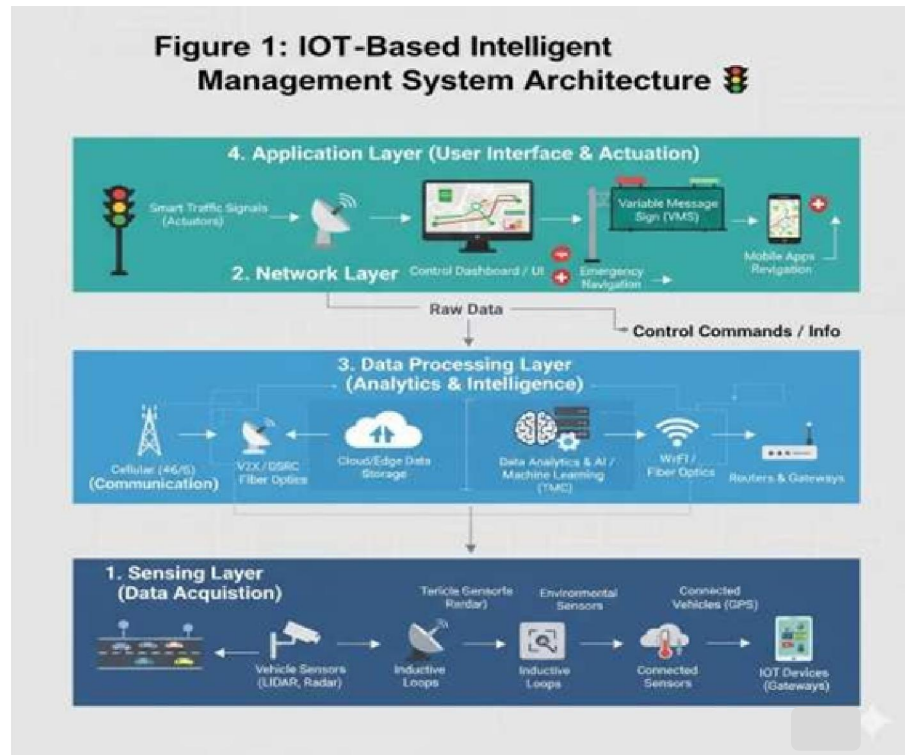 Figure 1: IOT-Based Intelligent
Management System Architecture
4. Application Layer (User Interface & Actuation)
Smart Traffic Signals
(Actuators)
Control Dashboard / UI
Variable Message
Sign (VMS)
Emergency
Navigation
Mobile Apps
Revigation
2. Network Layer
Raw Data
Control Commands / Info
3. Data Processing Layer
(Analytics & Intelligence)
Cellular (46/5)
(Communication)
V2X / DSRC
Fiber Optics
Cloud/Edge Data
Storage
Data Analytics & AI /
Machine Learning
(TMC)
Fiber Optics
Routers & Gateways
1. Sensing Layer
(Data Acquistion)
Vehicle Sensors
(LIDAR, Radar)
Inductive
Loops
Environmental
Sensors
Inductive
Loops
Connected
Vehicles (GPS)
Connected
Sensors
IOT Devices
(Gateways)